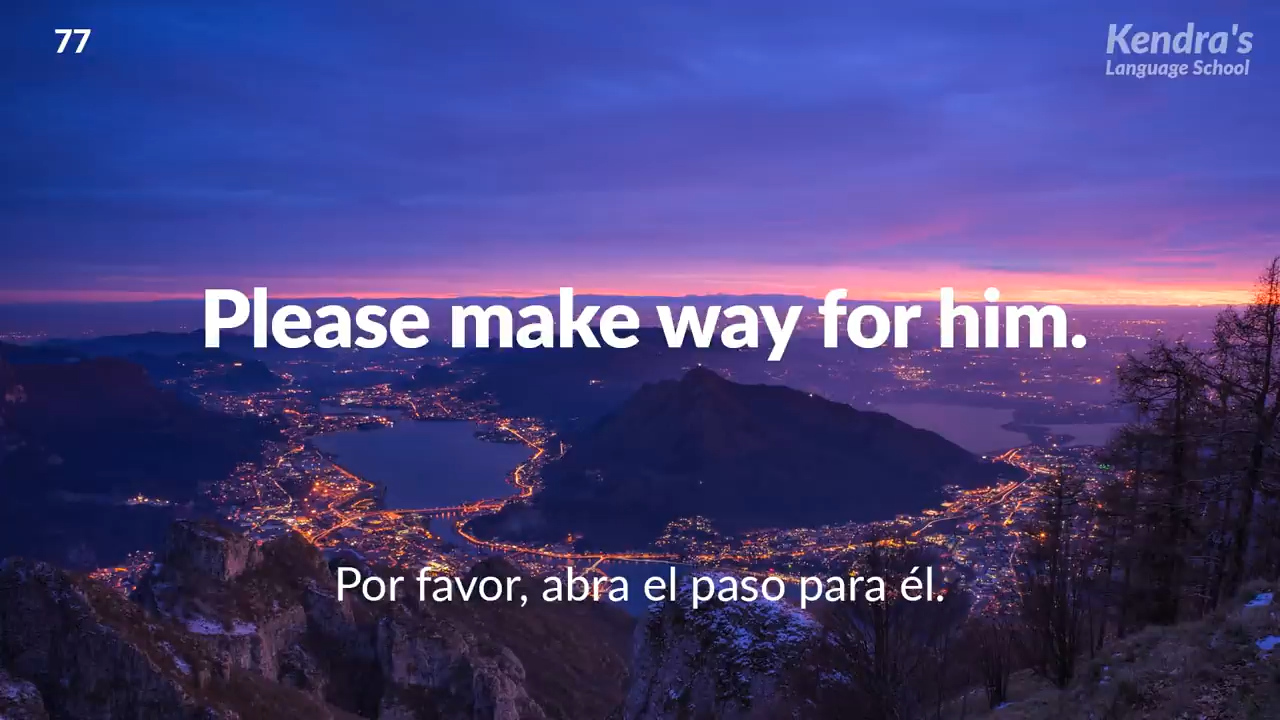 77
Kendra's
Language School
Please make way for him.
Por favor, abra el paso para él.